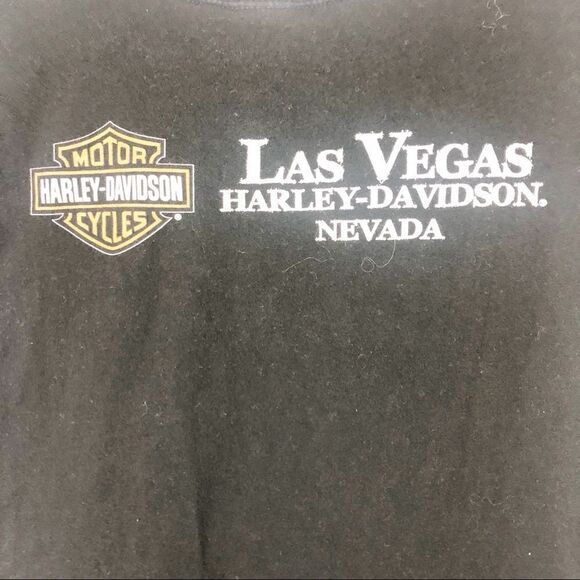 MOTOR
HARLEY-DAVIDSON
CYCLES
®
LAS VEGAS
HARLEY-DAVIDSON®
NEVADA